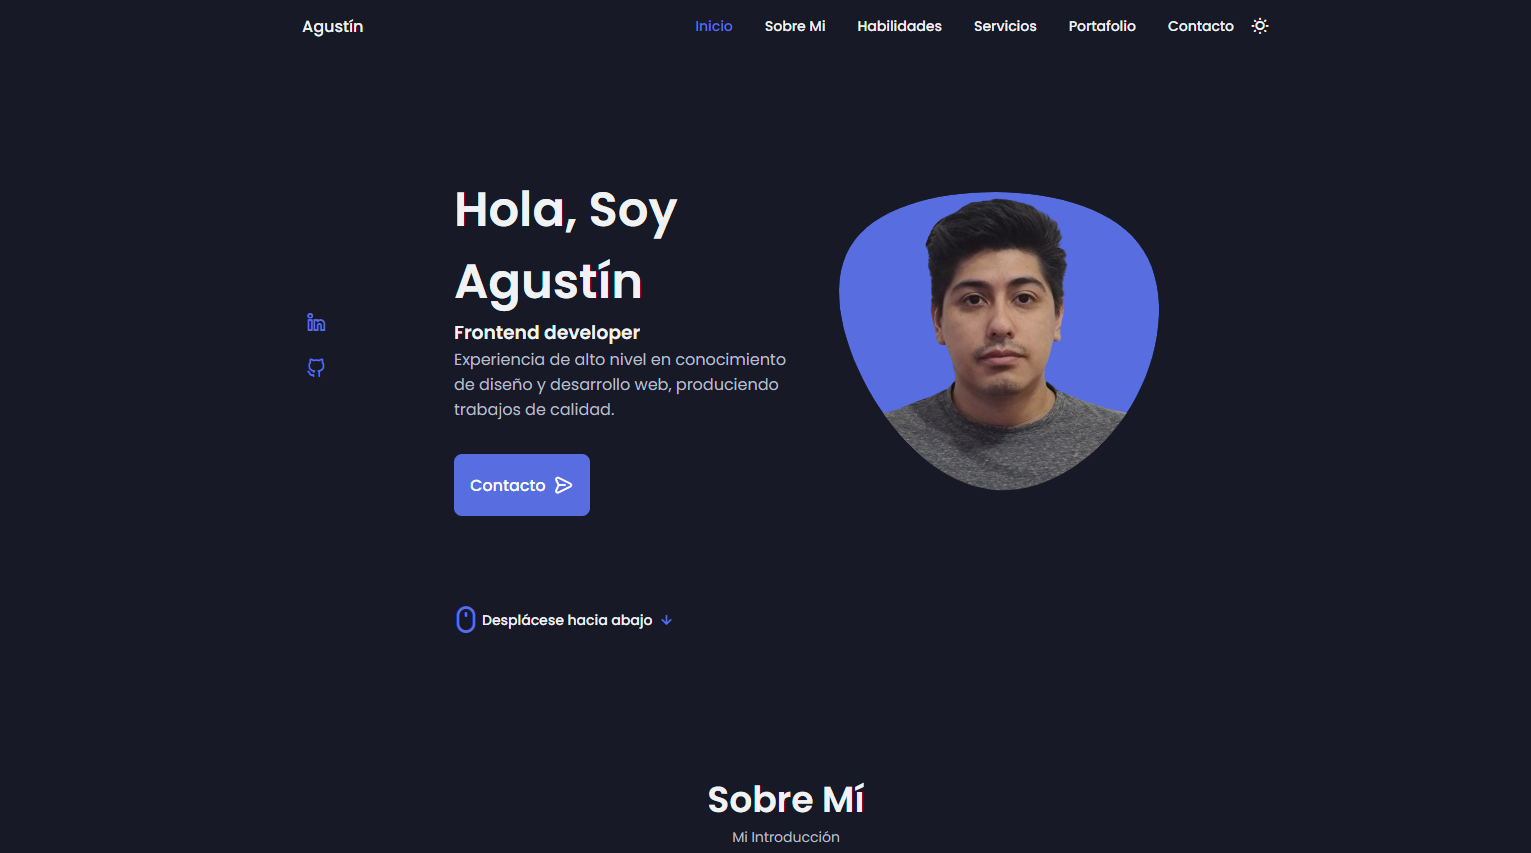 Agustín
Inicio Sobre Mi Habilidades Servicios Portafolio Contacto
Hola, Soy
Agustín
Frontend developer
Experiencia de alto nivel en conocimiento
de diseño y desarrollo web, produciendo
trabajos de calidad.
Contacto
Desplácese hacia abajo
Sobre Mí
Mi Introducción